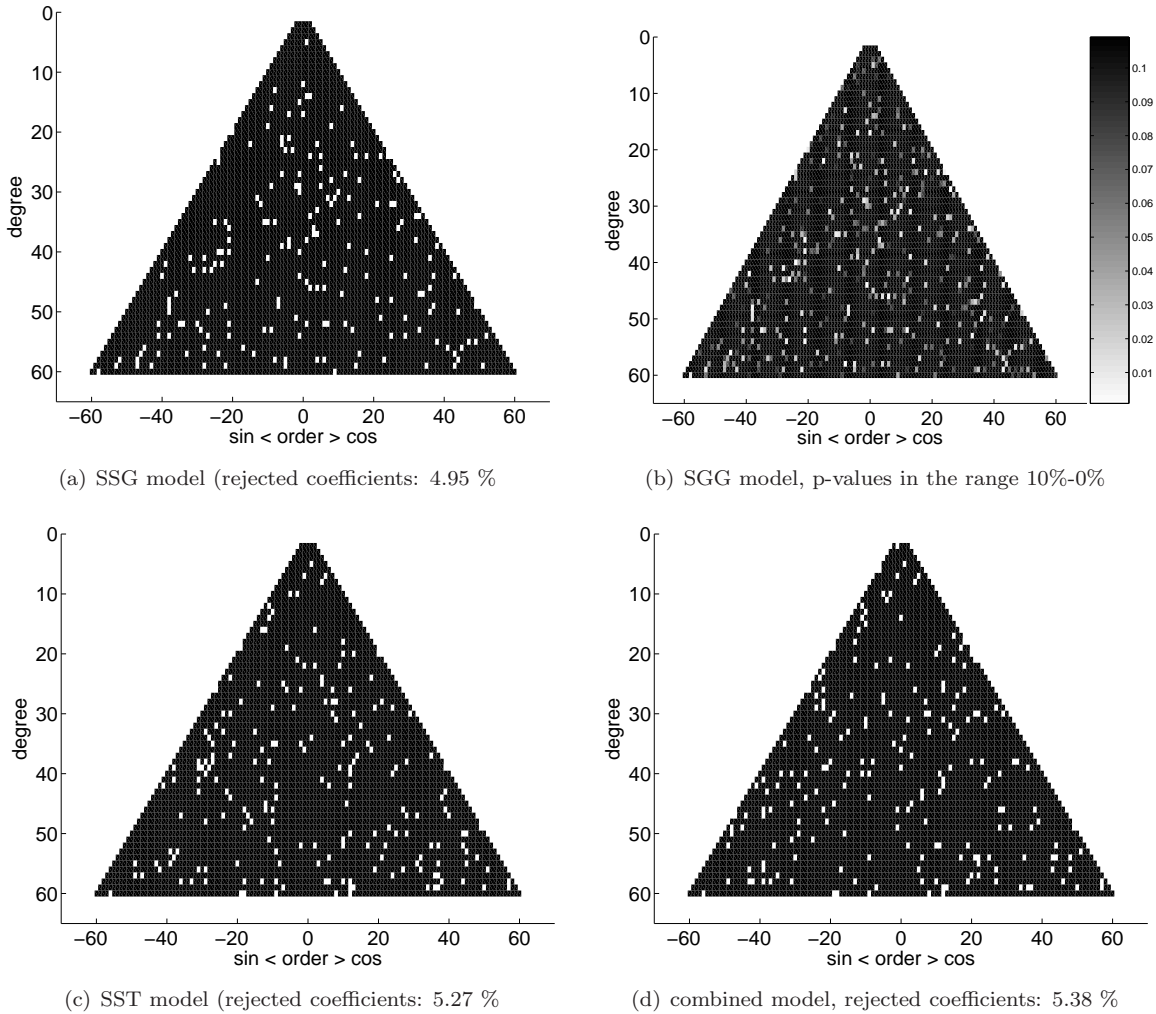 0
10
20
30
40
50
60
degree
−60 −40 −20 0 20 40 60
sin < order > cos
(a) SSG model (rejected coefficients: 4.95 %
0
10
20
30
40
50
60
degree
−60 −40 −20 0 20 40 60
sin < order > cos
0.1
0.09
0.08
0.07
0.06
0.05
0.04
0.03
0.02
0.01
(b) SGG model, p-values in the range 10%-0%
0
10
20
30
40
50
60
degree
−60 −40 −20 0 20 40 60
sin < order > cos
(c) SST model (rejected coefficients: 5.27 %
0
10
20
30
40
50
60
degree
−60 −40 −20 0 20 40 60
sin < order > cos
(d) combined model, rejected coefficients: 5.38 %